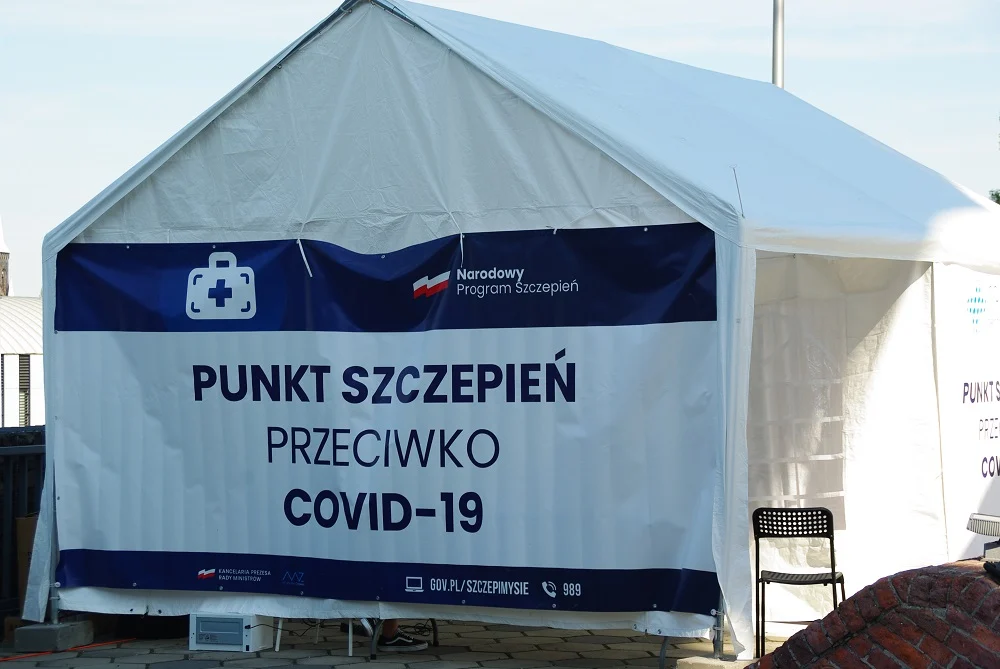 Narodowy
Program Szczepień
PUNKT SZCZEPIEŃ
PRZECIWKO
COVID-19
KANCELARIA PREZESA
RADY MINISTRÓW
GOV.PL/SZCZEPIMYSIE
989
PUNKT S
PRZE
COV